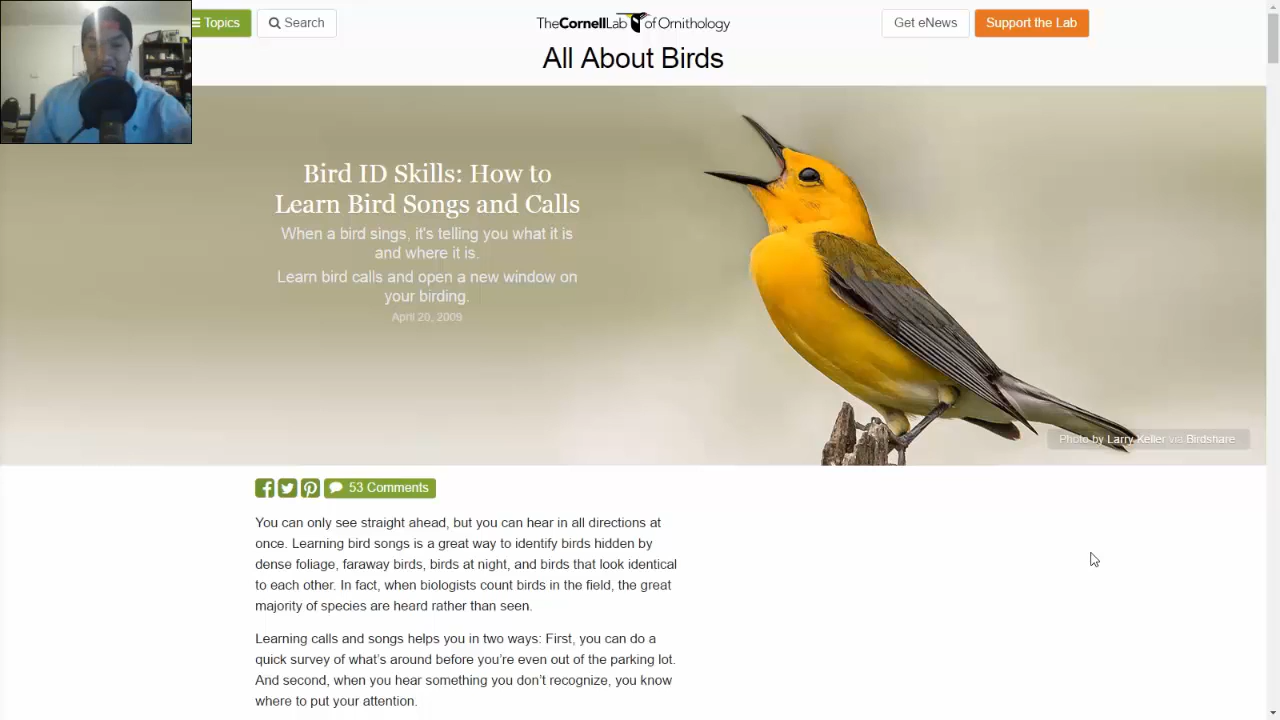 Topics
Search
TheCornellLab of Ornithology
Get eNews
Support the Lab
All About Birds
Bird ID Skills: How to
Learn Bird Songs and Calls
When a bird sings, it's telling you what it is
and where it is.
Learn bird calls and open a new window on
your birding.
April 20, 2009
Photo by Larry Keller via Birdshare
53 Comments
You can only see straight ahead, but you can hear in all directions at
once. Learning bird songs is a great way to identify birds hidden by
dense foliage, faraway birds, birds at night, and birds that look identical
to each other. In fact, when biologists count birds in the field, the great
majority of species are heard rather than seen.
Learning calls and songs helps you in two ways: First, you can do a
quick survey of what's around before you're even out of the parking lot.
And second, when you hear something you don't recognize, you know
where to put your attention.